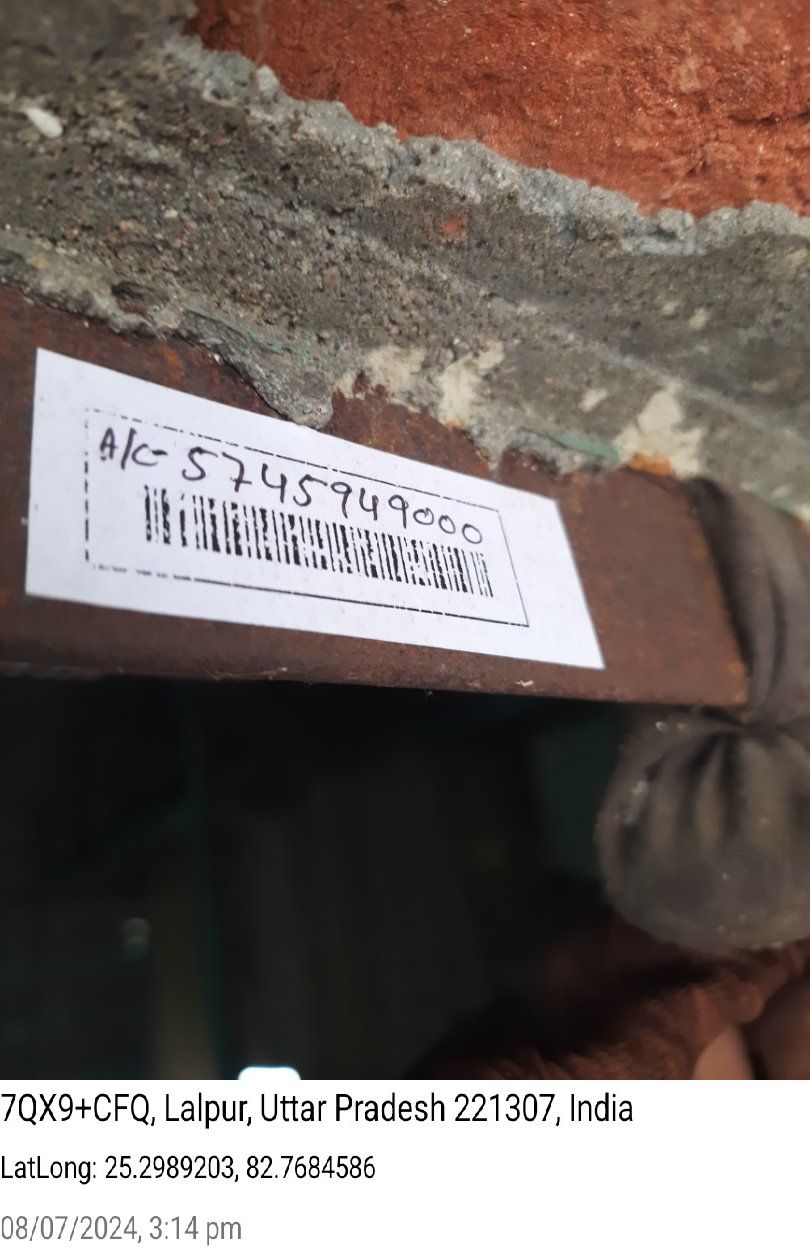 A/C- 5745949000
7QX9+CFQ, Lalpur, Uttar Pradesh 221307, India
LatLong: 25.2989203, 82.7684586
08/07/2024, 3:14 pm